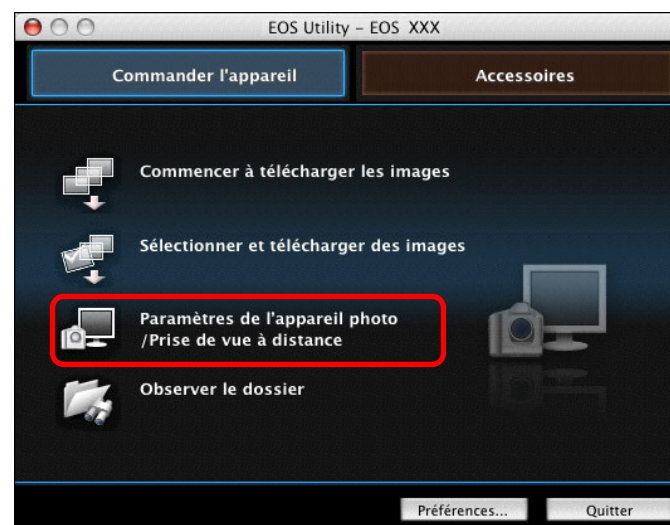 EOS Utility – EOS XXX
Commander l'appareil
Accessoires
Commencer à télécharger les images
Sélectionner et télécharger des images
Paramètres de l'appareil photo
/Prise de vue à distance
Observer le dossier
Préférences...
Quitter